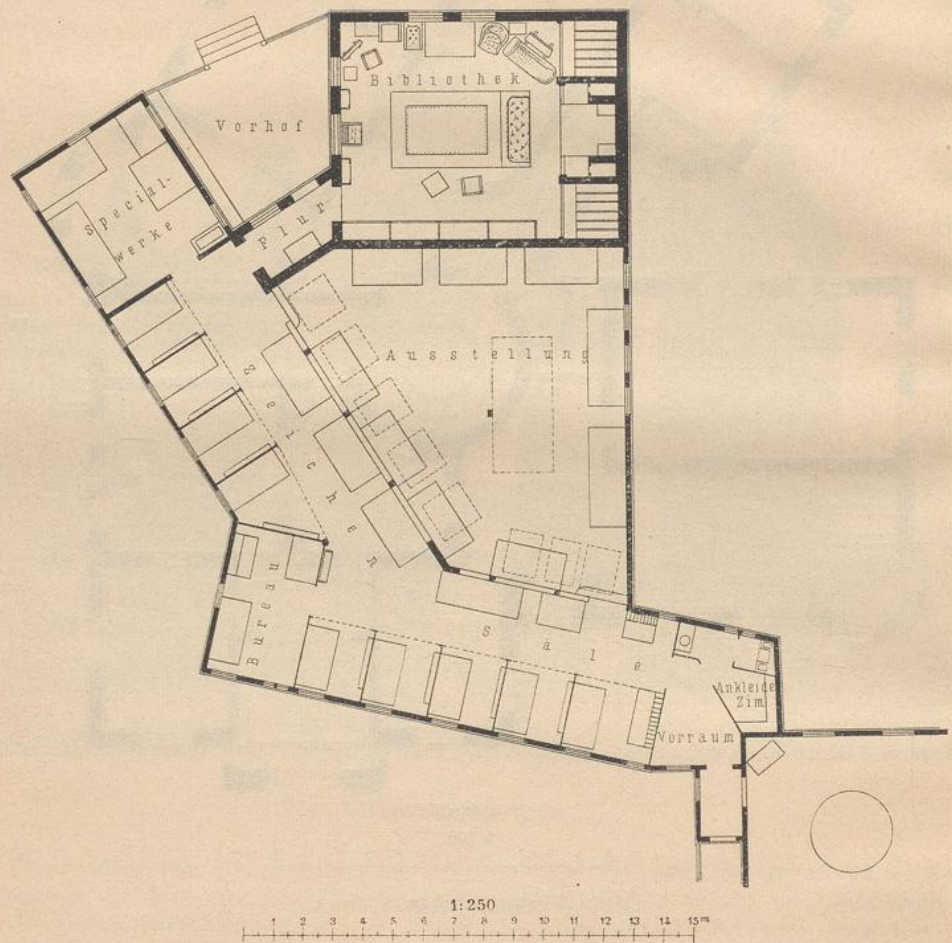 Bibliothek
Vorhof
Special-
werke
Flur
Ausstellung
Zeichen
Säle
Bureau
Ankleide
Zim
Vorraum
1:250
1 2 3 4 5 6 7 8 9 10 11 12 13 14 15ᵐ